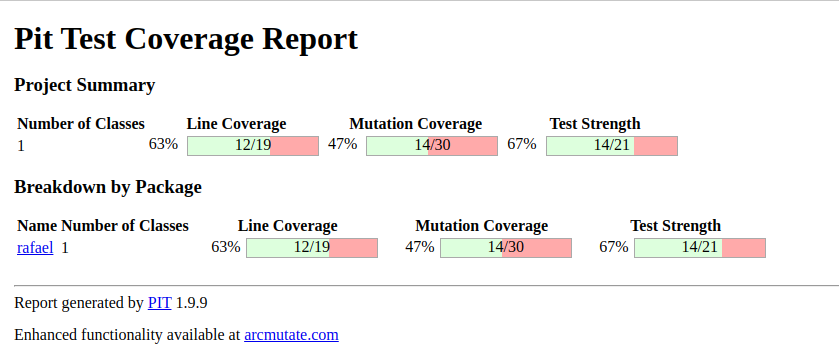 Pit Test Coverage Report
Project Summary
Number of Classes Line Coverage Mutation Coverage Test Strength
1 63% 12/19 47% 14/30 67% 14/21
Breakdown by Package
Name Number of Classes Line Coverage Mutation Coverage Test Strength
rafael 1 63% 12/19 47% 14/30 67% 14/21
Report generated by PIT 1.9.9
Enhanced functionality available at arcmutate.com